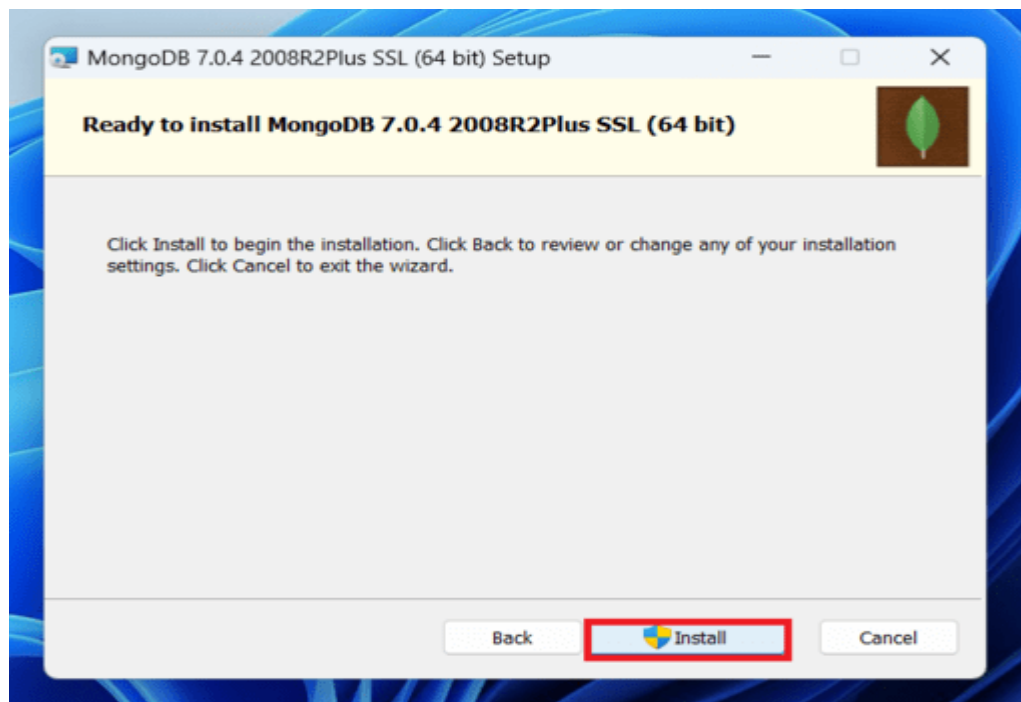 MongoDB 7.0.4 2008R2Plus SSL (64 bit) Setup
Ready to install MongoDB 7.0.4 2008R2Plus SSL (64 bit)
Click Install to begin the installation. Click Back to review or change any of your installation
settings. Click Cancel to exit the wizard.
Back Install Cancel